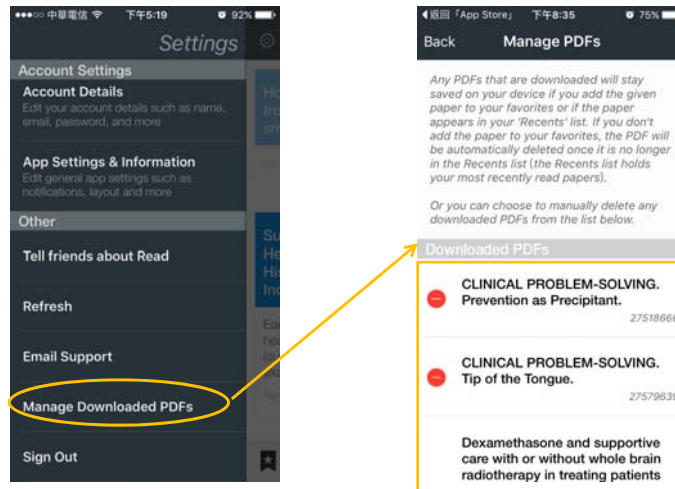 中華電信 下午5:19 92%
Settings
Account Settings
Account Details
Edit your account details such as name,
email, password, and more
App Settings & Information
Edit general app settings such as
notifications, layout and more
Other
Tell friends about Read
Refresh
Email Support
Manage Downloaded PDFs
Sign Out
返回「App Store」 下午8:35 75%
Back Manage PDFs
Any PDFs that are downloaded will stay
saved on your device if you add the given
paper to your favorites or if the paper
appears in your 'Recents' list. If you don't
add the paper to your favorites, the PDF will
be automatically deleted once it is no longer
in the Recents list (the Recents list holds
your most recently read papers).
Or you can choose to manually delete any
downloaded PDFs from the list below.
Downloaded PDFs
CLINICAL PROBLEM-SOLVING.
Prevention as Precipitant.
2751866
CLINICAL PROBLEM-SOLVING.
Tip of the Tongue.
2757963
Dexamethasone and supportive
care with or without whole brain
radiotherapy in treating patients